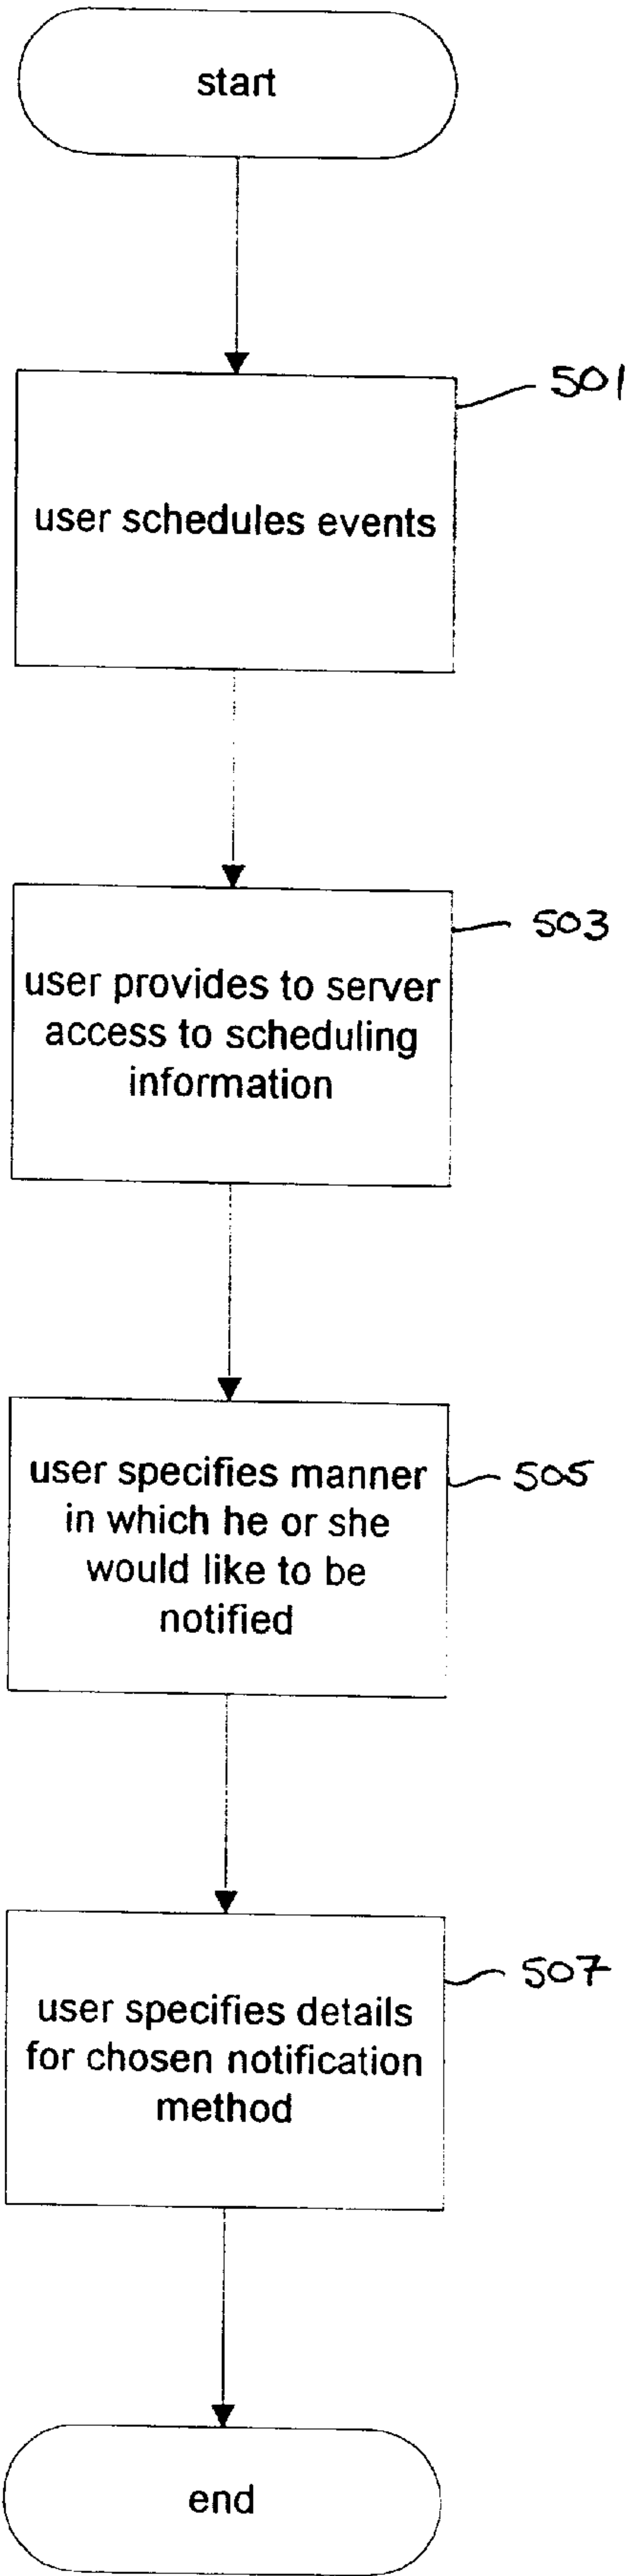 start
501
user schedules events
503
user provides to server
access to scheduling
information
505
user specifies manner
in which he or she
would like to be
notified
507
user specifies details
for chosen notification
method
end